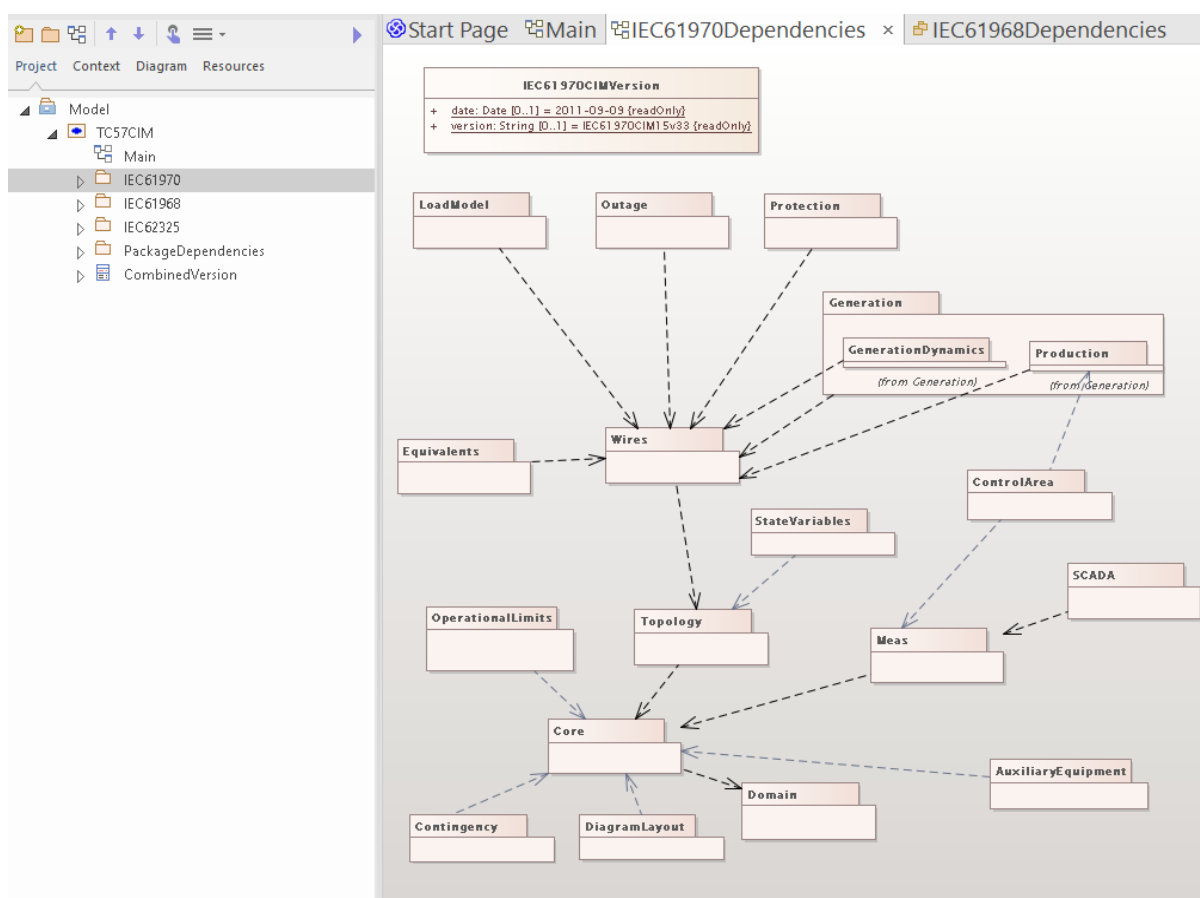 Start Page Main IEC61970Dependencies × IEC61968Dependencies
Project Context Diagram Resources
Model
TC57CIM
Main
IEC61970
IEC61968
IEC62325
PackageDependencies
CombinedVersion
IEC61970CIMVersion
+ date: Date [0..1] = 2011-09-09 {readOnly}
+ version: String [0..1] = IEC61970CIM15v33 {readOnly}
LoadModel
Outage
Protection
Generation
GenerationDynamics
(from Generation)
Production
(from Generation)
Wires
Equivalents
ControlArea
StateVariables
SCADA
OperationalLimits
Topology
Meas
Core
AuxiliaryEquipment
Domain
Contingency
DiagramLayout